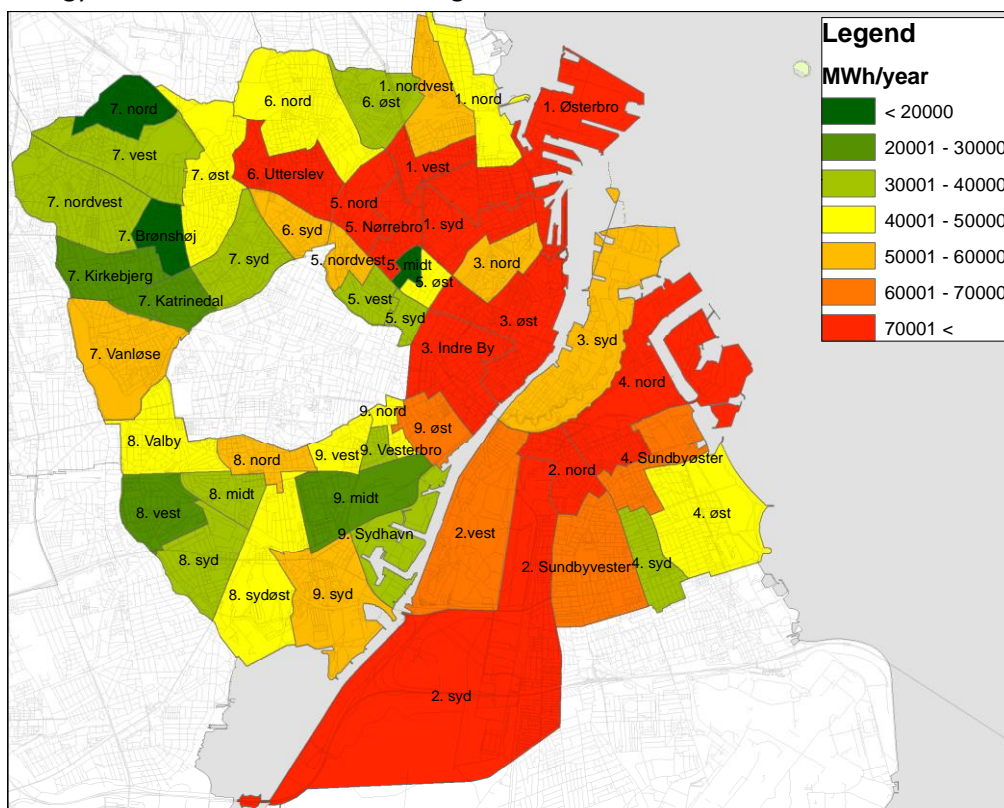 Legend
MWh/year
< 20000
20001 - 30000
30001 - 40000
40001 - 50000
50001 - 60000
60001 - 70000
70001 <
1. nordvest
6. nord
6. øst
1. nord
1. Østerbro
7. nord
7. vest
7. øst
6. Utterslev
1. vest
7. nordvest
5. nord
1. syd
5. Nørrebro
6. syd
7. Brønshøj
7. syd
5. nordvest
5. midt
3. nord
7. Kirkebjerg
5. øst
7. Katrinedal
5. vest
5. syd
3. øst
3. syd
7. Vanløse
3. Indre By
4. nord
9. nord
9. øst
8. Valby
8. nord
9. vest
9. Vesterbro
2. nord
4. Sundbyøster
8. midt
9. midt
8. vest
4. øst
9. Sydhavn
2.vest
8. syd
4. syd
2. Sundbyvester
8. sydøst
9. syd
2. syd